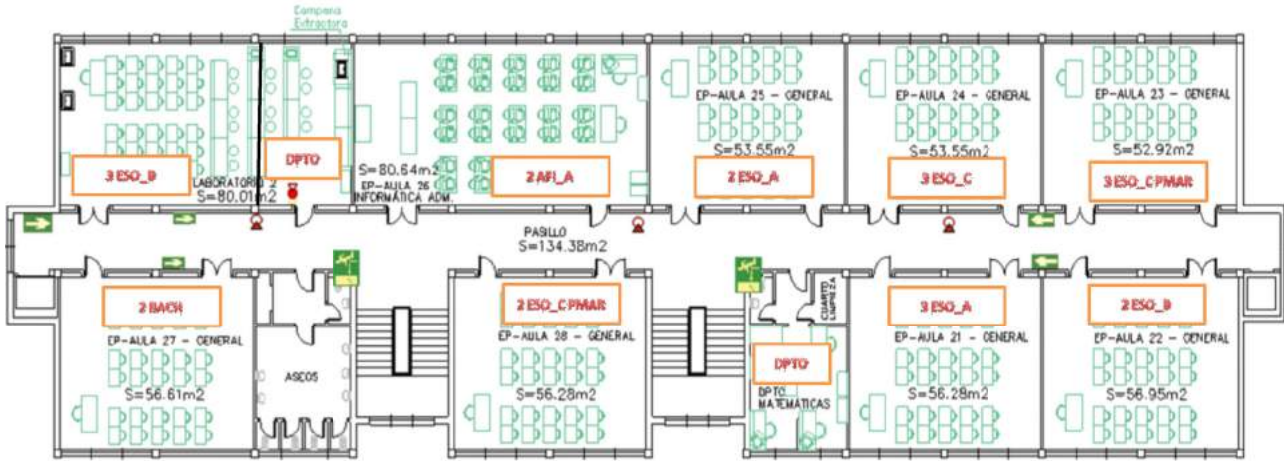 Campana
Extractora
3 ESO_D
DPTO
LABORATORIO 2
S=80.01m2
S=80.64m2
EP-AULA 26
INFORMÁTICA ADM.
2 AFI_A
EP-AULA 25 - GENERAL
S=53.55m2
2 ESO_A
EP-AULA 24 - GENERAL
S=53.55m2
3 ESO_C
EP-AULA 23 - GENERAL
S=52.92m2
3 ESO_CPMAR
PASILLO
S=134.38m2
2 BACH
EP-AULA 27 - GENERAL
S=56.61m2
ASEOS
2 ESO_CPMAR
EP-AULA 28 - GENERAL
S=56.28m2
CUARTO
LIMPIEZA
DPTO
DPTO
MATEMÁTICAS
3 ESO_A
EP-AULA 21 - GENERAL
S=56.28m2
2 ESO_B
EP-AULA 22 - GENERAL
S=56.95m2